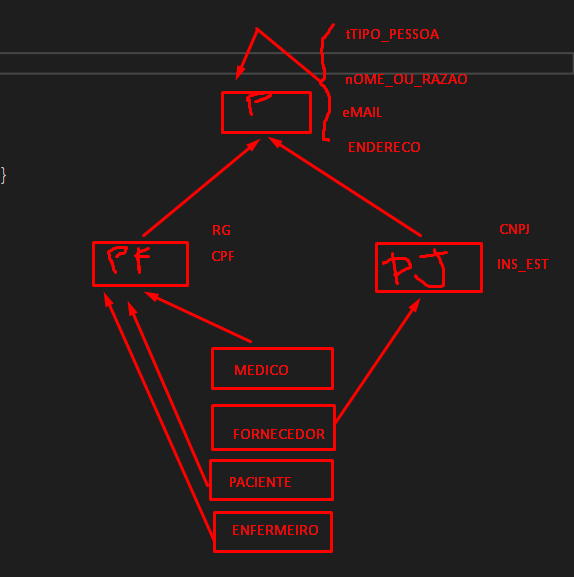 tTIPO_PESSOA
nOME_OU_RAZAO
P
eMAIL
ENDERECO
}
RG
CPF
PF
CNPJ
INS_EST
PJ
MEDICO
FORNECEDOR
PACIENTE
ENFERMEIRO